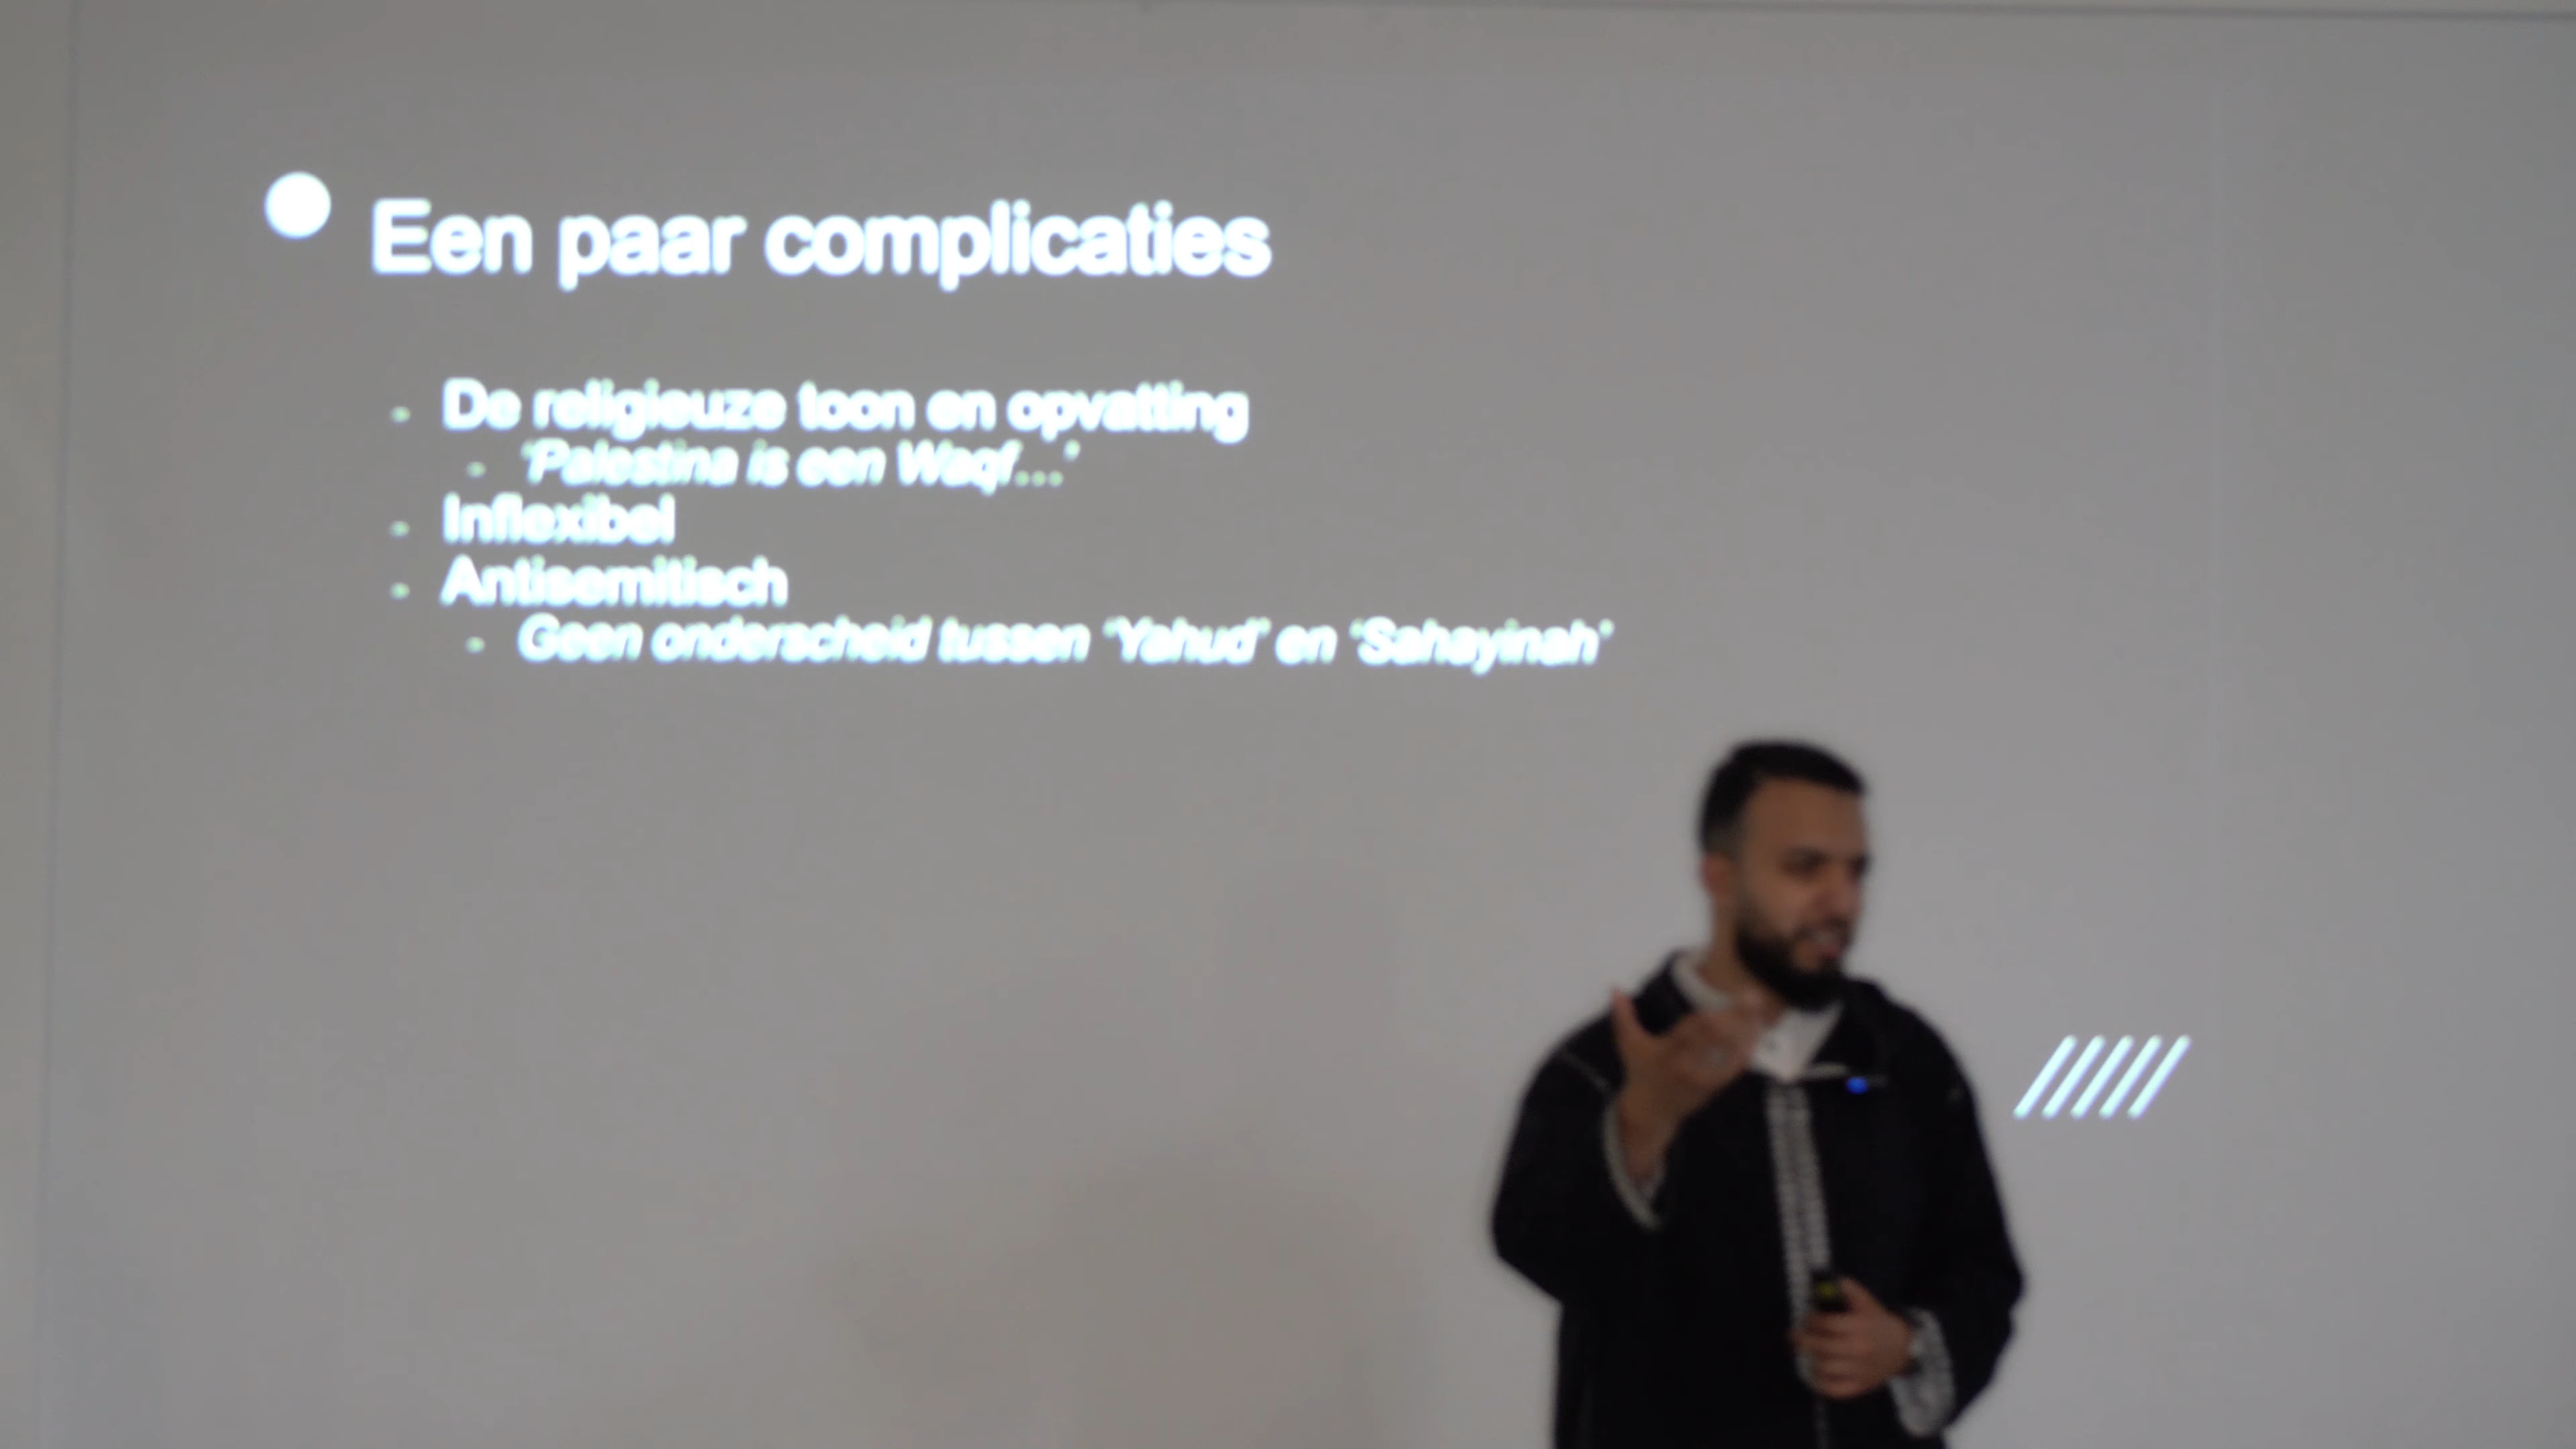 Een paar complicaties
- De religieuze toon en opvatting
- 'Palestina is een Waqf...'
- Inflexibel
- Antisemitisch
- Geen onderscheid tussen 'Yahud' en 'Sahayinah'